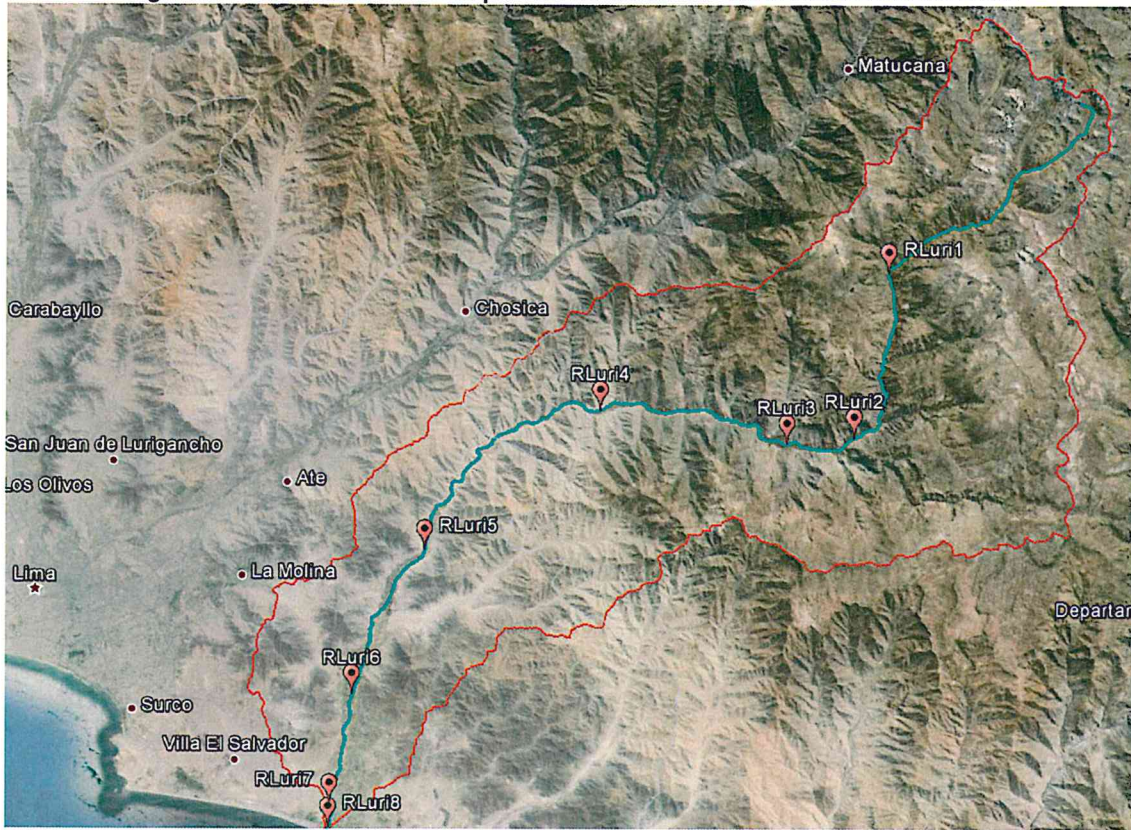 Matucana
RLuri1
Carabayllo
Chosica
RLuri4
RLuri3
RLuri2
San Juan de Lurigancho
Los Olivos
Ate
RLuri5
Lima
La Molina
Departar
RLuri6
Surco
Villa El Salvador
RLuri7
RLuri8